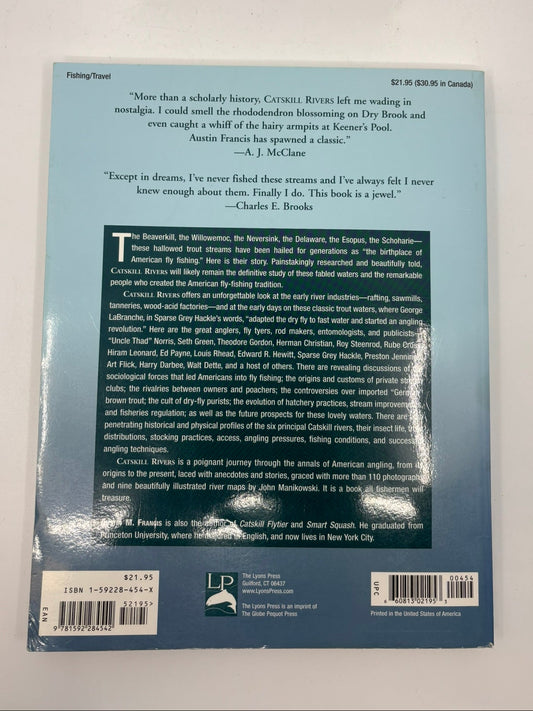 Fishing/Travel
$21.95 ($30.95 in Canada)
“More than a scholarly history, CATSKILL RIVERS left me wading in
nostalgia. I could smell the rhododendron blossoming on Dry Brook and
even caught a whiff of the hairy armpits at Keener’s Pool.
Austin Francis has spawned a classic.”
—A. J. McClane
“Except in dreams, I’ve never fished these streams and I’ve always felt I never
knew enough about them. Finally I do. This book is a jewel.”
—Charles E. Brooks
The Beaverkill, the Willowemoc, the Neversink, the Delaware, the Esopus, the Schoharie—
these hallowed trout streams have been hailed for generations as “the birthplace of
American fly fishing.” Here is their story. Painstakingly researched and beautifully told,
CATSKILL RIVERS will likely remain the definitive study of these fabled waters and the remarkable
people who created the American fly-fishing tradition.
CATSKILL RIVERS offers an unforgettable look at the early river industries—rafting, sawmills,
tanneries, wood-acid factories—and at the early days on these classic trout waters, where George
LaBranche, in Sparse Grey Hackle’s words, “adapted the dry fly to fast water and started an angling
revolution.” Here are the great anglers, fly tyers, rod makers, entomologists, and publicists—
“Uncle Thad” Norris, Seth Green, Theodore Gordon, Herman Christian, Roy Steenrod, Rube Cross,
Hiram Leonard, Ed Payne, Louis Rhead, Edward R. Hewitt, Sparse Grey Hackle, Preston Jennings,
Art Flick, Harry Darbee, Walt Dette, and a host of others. There are revealing discussions of
sociological forces that led Americans into fly fishing; the origins and customs of private
clubs; the rivalries between owners and poachers; the controversies over imported “German
brown trout; the cult of dry-fly purists; the evolution of hatchery practices, stream improvement
and fisheries regulation; as well as the future prospects for these lovely waters. There are
penetrating historical and physical profiles of the six principal Catskill rivers, their insect life,
distributions, stocking practices, access, angling pressures, fishing conditions, and successful
angling techniques.
CATSKILL RIVERS is a poignant journey through the annals of American angling, from its
origins to the present, laced with anecdotes and stories, graced with more than 110 photographs
and nine beautifully illustrated river maps by John Manikowski. It is a book all fishermen will
treasure.
M. FRANCIS is also the author of Catskill Flytier and Smart Squash. He graduated from
Princeton University, where he majored in English, and now lives in New York City.
$21.95
ISBN 1-59228-454-X
52195>
EAN
9 781592 284542
LP
The Lyons Press
Guilford, CT 06437
www.LyonsPress.com
The Lyons Press is an imprint of
The Globe Pequot Press
00454
UPC
6 60813 02195 3
Printed in the United States of America